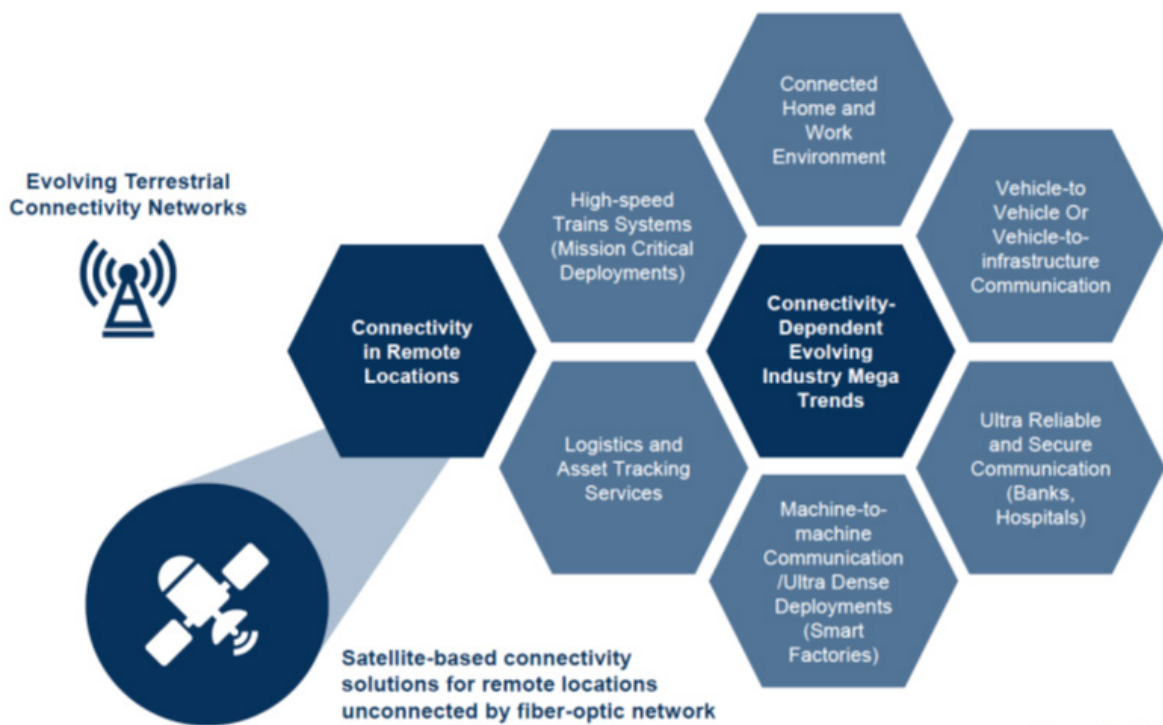 Evolving Terrestrial
Connectivity Networks
Connectivity
in Remote
Locations
High-speed
Trains Systems
(Mission Critical
Deployments)
Connected
Home and
Work
Environment
Vehicle-to
Vehicle Or
Vehicle-to-
infrastructure
Communication
Connectivity-
Dependent
Evolving
Industry Mega
Trends
Logistics and
Asset Tracking
Services
Ultra Reliable
and Secure
Communication
(Banks,
Hospitals)
Machine-to-
machine
Communication
/Ultra Dense
Deployments
(Smart
Factories)
Satellite-based connectivity
solutions for remote locations
unconnected by fiber-optic network